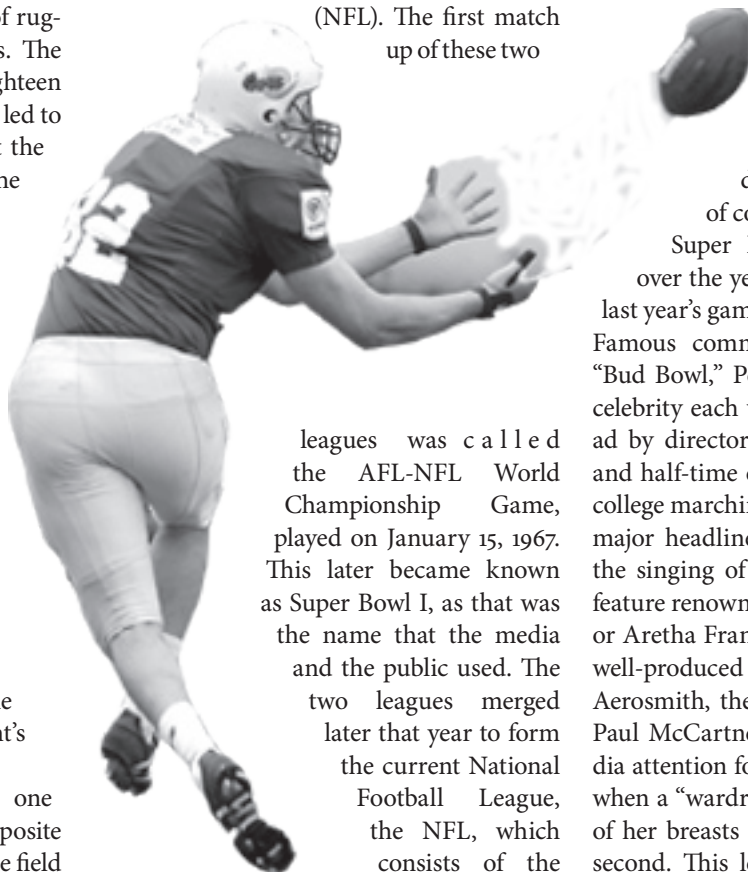 of rug-
s. The
ghteen
led to
the
ne
e
t's
one
posite
e field
(NFL). The first match
up of these two
leagues was called
the AFL-NFL World
Championship Game,
played on January 15, 1967.
This later became known
as Super Bowl I, as that was
the name that the media
and the public used. The
two leagues merged
later that year to form
the current National
Football League,
the NFL, which
consists of the
of co
Super
over the ye
last year's gam
Famous comm
“Bud Bowl,” Pe
celebrity each
ad by director
and half-time
college marchin
major headline
the singing of
feature renown
or Aretha Fran
well-produced
Aerosmith, the
Paul McCartne
dia attention fo
when a “wardr
of her breasts
second. This le